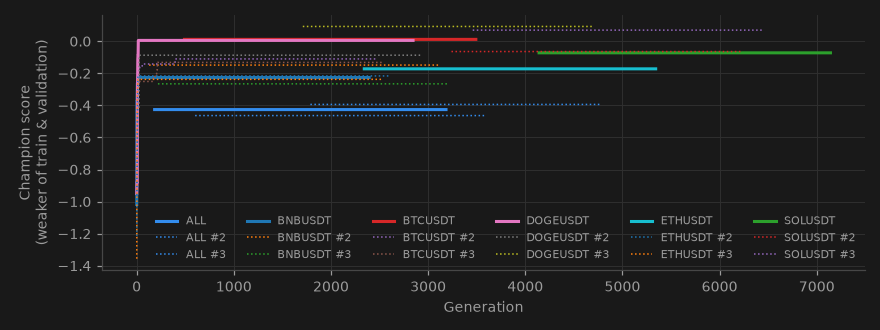 Champion score
(weaker of train & validation)
0.0
−0.2
−0.4
−0.6
−0.8
−1.0
−1.2
−1.4
ALL BNBUSDT BTCUSDT DOGEUSDT ETHUSDT SOLUSDT
ALL #2 BNBUSDT #2 BTCUSDT #2 DOGEUSDT #2 ETHUSDT #2 SOLUSDT #2
ALL #3 BNBUSDT #3 BTCUSDT #3 DOGEUSDT #3 ETHUSDT #3 SOLUSDT #3
0 1000 2000 3000 4000 5000 6000 7000
Generation